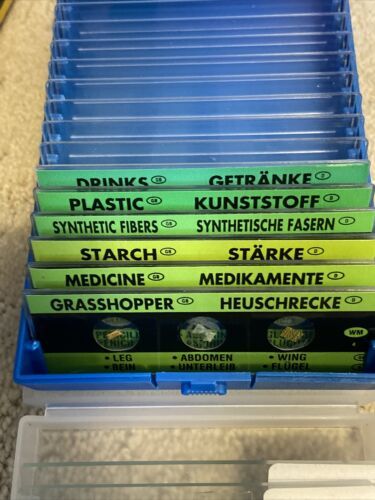 DRINKS GB GETRÄNKE D
PLASTIC GB KUNSTSTOFF D
SYNTHETIC FIBERS GB SYNTHETISCHE FASERN D
STARCH GB STÄRKE D
MEDICINE GB MEDIKAMENTE D
GRASSHOPPER GB HEUSCHRECKE D
WM
• LEG • ABDOMEN • WING
• BEIN • UNTERLEIB • FLÜGEL